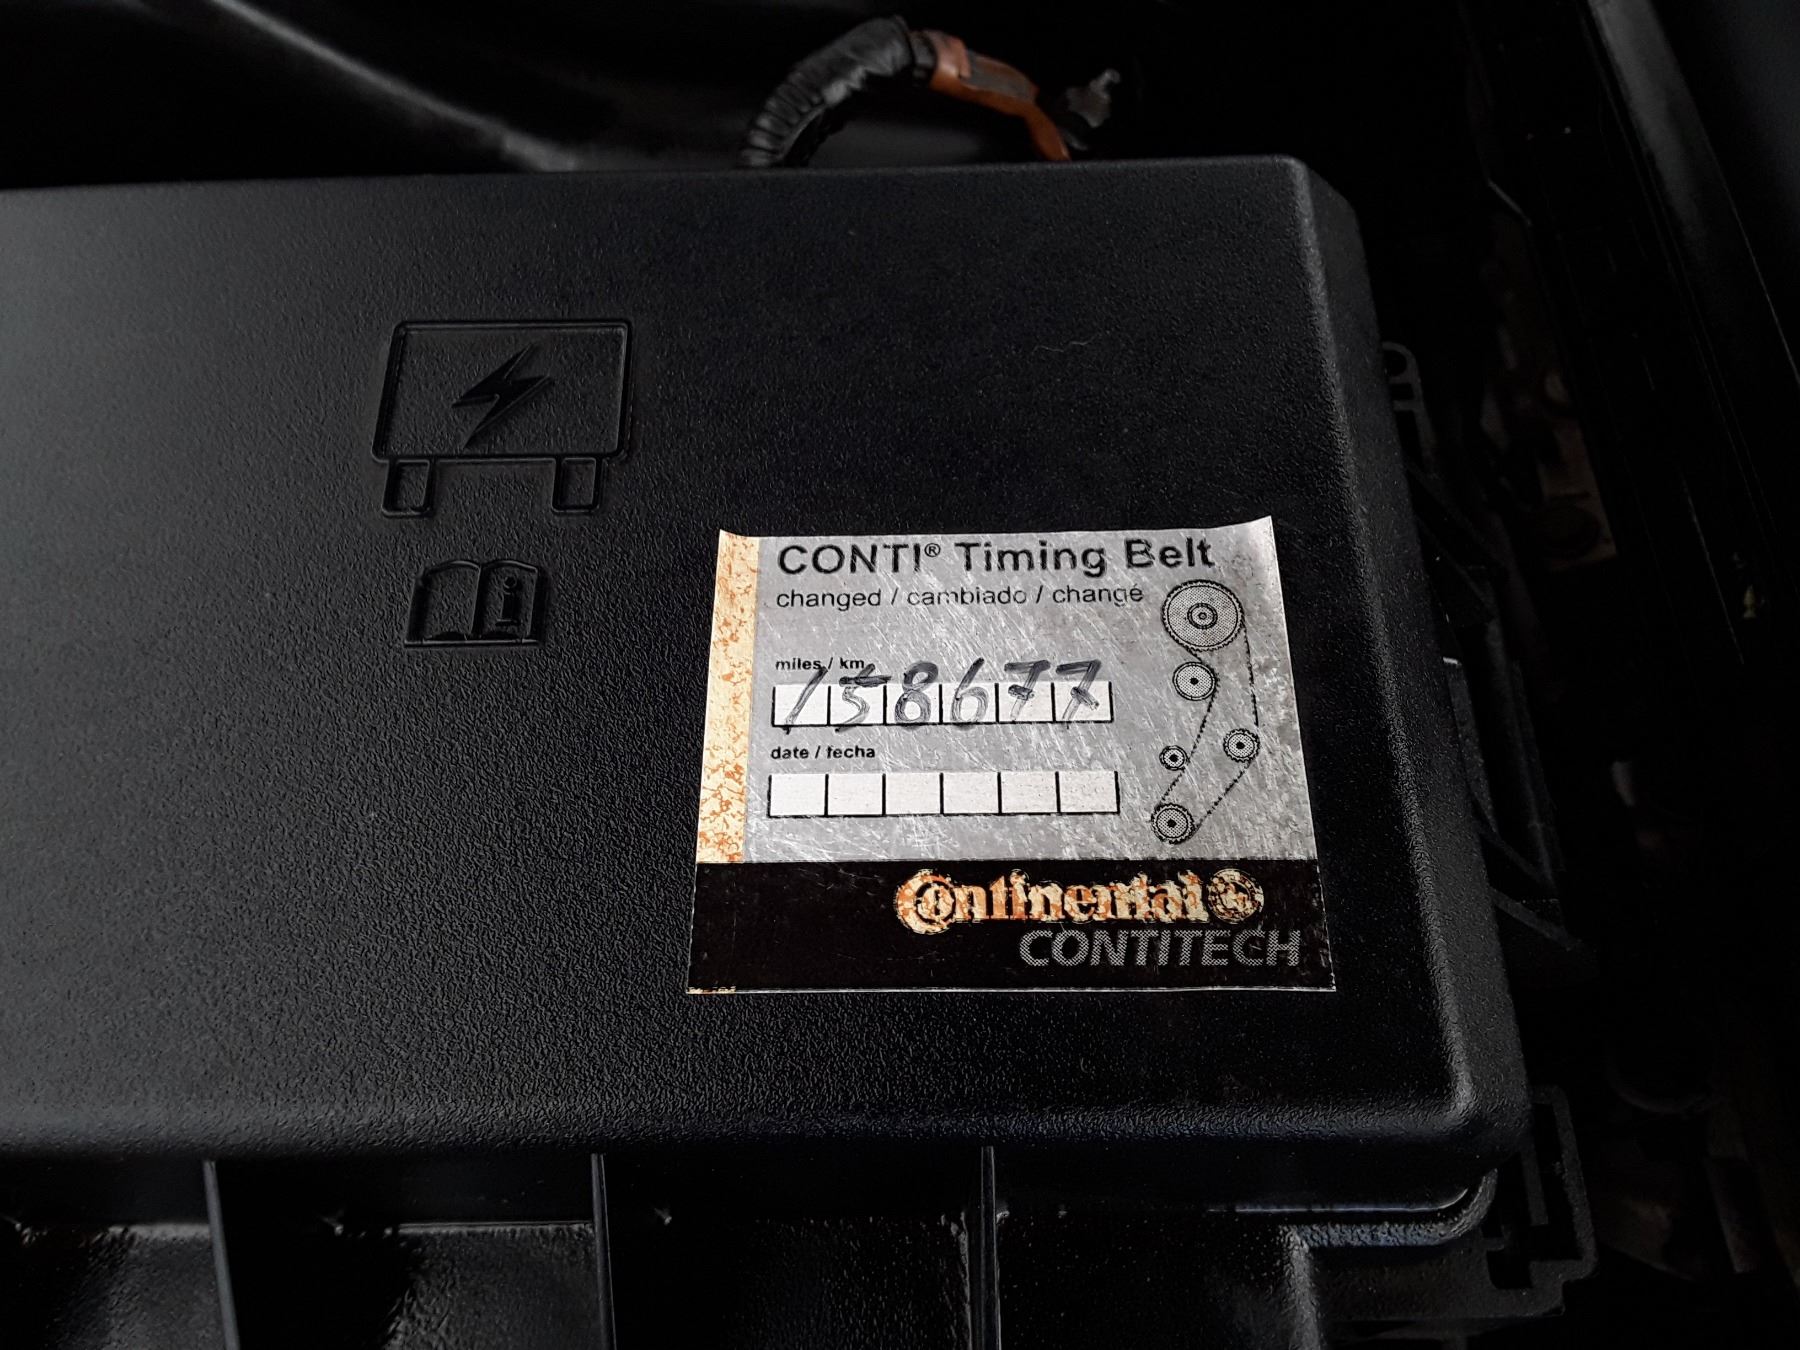 CONTI® Timing Belt
changed / cambiado / changé
miles / km
158677
date / fecha
Continental
CONTITECH